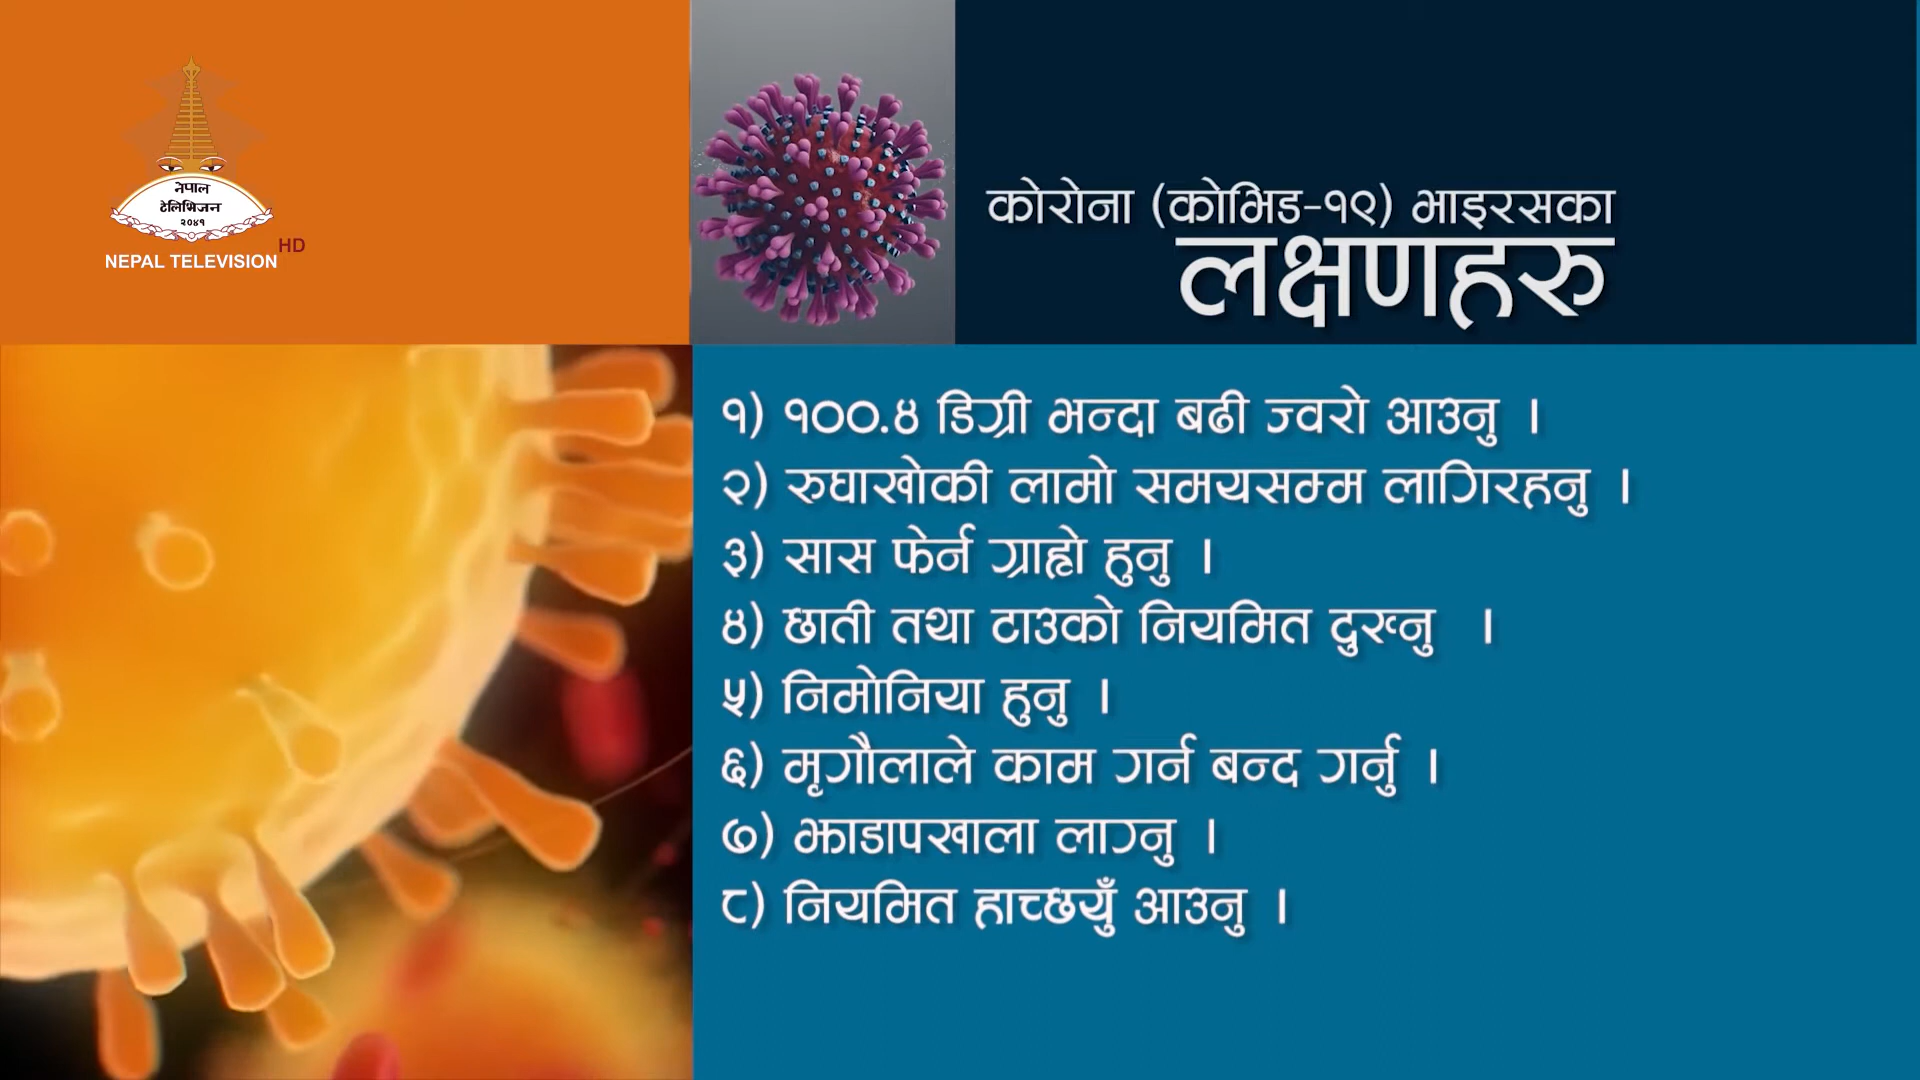 नेपाल
टेलिभिजन
२०४१
NEPAL TELEVISION HD
कोरोना (कोभिड-१९) भाइरसका
लक्षणहरु
१) १००.४ डिग्री भन्दा बढी ज्वरो आउनु ।
२) रुघाखोकी लामो समयसम्म लागिरहनु ।
३) सास फेर्न ग्राह्रो हुनु ।
४) छाती तथा टाउको नियमित दुख्नु ।
५) निमोनिया हुनु ।
६) मृगौलाले काम गर्न बन्द गर्नु ।
७) झाडापखाला लाग्नु ।
८) नियमित हाच्छ्युँ आउनु ।